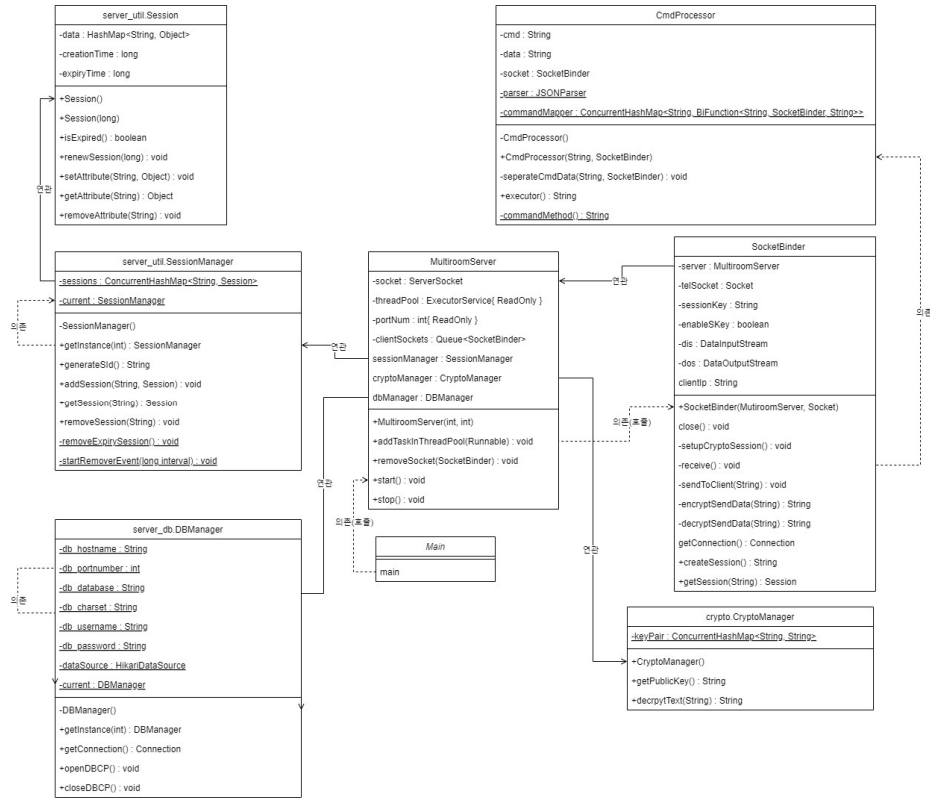 server_util.Session
-data : HashMap<String, Object>
-creationTime : long
-expiryTime : long
+Session()
+Session(long)
+isExpired() : boolean
+renewSession(long) : void
+setAttribute(String, Object) : void
+getAttribute(String) : Object
+removeAttribute(String) : void
CmdProcessor
-cmd : String
-data : String
-socket : SocketBinder
-parser : JSONParser
-commandMapper : ConcurrentHashMap<String, BiFunction<String, SocketBinder, String>>
-CmdProcessor()
+CmdProcessor(String, SocketBinder)
-seperateCmdData(String, SocketBinder) : void
+executor() : String
-commandMethod() : String
연관
server_util.SessionManager
-sessions : ConcurrentHashMap<String, Session>
-current : SessionManager
-SessionManager()
+getInstance(int) : SessionManager
+generateSId() : String
+addSession(String, Session) : void
+getSession(String) : Session
+removeSession(String) : void
-removeExpirySession() : void
-startRemoverEvent(long interval) : void
의존
연관
MultiroomServer
-socket : ServerSocket
-threadPool : ExecutorService{ ReadOnly }
-portNum : int{ ReadOnly }
-clientSockets : Queue<SocketBinder>
sessionManager : SessionManager
cryptoManager : CryptoManager
dbManager : DBManager
+MultiroomServer(int, int)
+addTaskInThreadPool(Runnable) : void
+removeSocket(SocketBinder) : void
+start() : void
+stop() : void
연관
SocketBinder
-server : MultiroomServer
-telSocket : Socket
-sessionKey : String
-enableSKey : boolean
-dis : DataInputStream
-dos : DataOutputStream
clientIp : String
+SocketBinder(MutiroomServer, Socket)
close() : void
-setupCryptoSession() : void
-receive() : void
-sendToClient(String) : void
-encryptSendData(String) : String
-decryptSendData(String) : String
getConnection() : Connection
+createSession() : String
+getSession(String) : Session
의존
의존(호출)
연관
의존(호출)
Main
main
연관
server_db.DBManager
-db_hostname : String
-db_portnumber : int
-db_database : String
-db_charset : String
-db_username : String
-db_password : String
-dataSource : HikariDataSource
-current : DBManager
-DBManager()
+getInstance(int) : DBManager
+getConnection() : Connection
+openDBCP() : void
+closeDBCP() : void
의존
crypto.CryptoManager
-keyPair : ConcurrentHashMap<String, String>
+CryptoManager()
+getPublicKey() : String
+decrpytText(String) : String